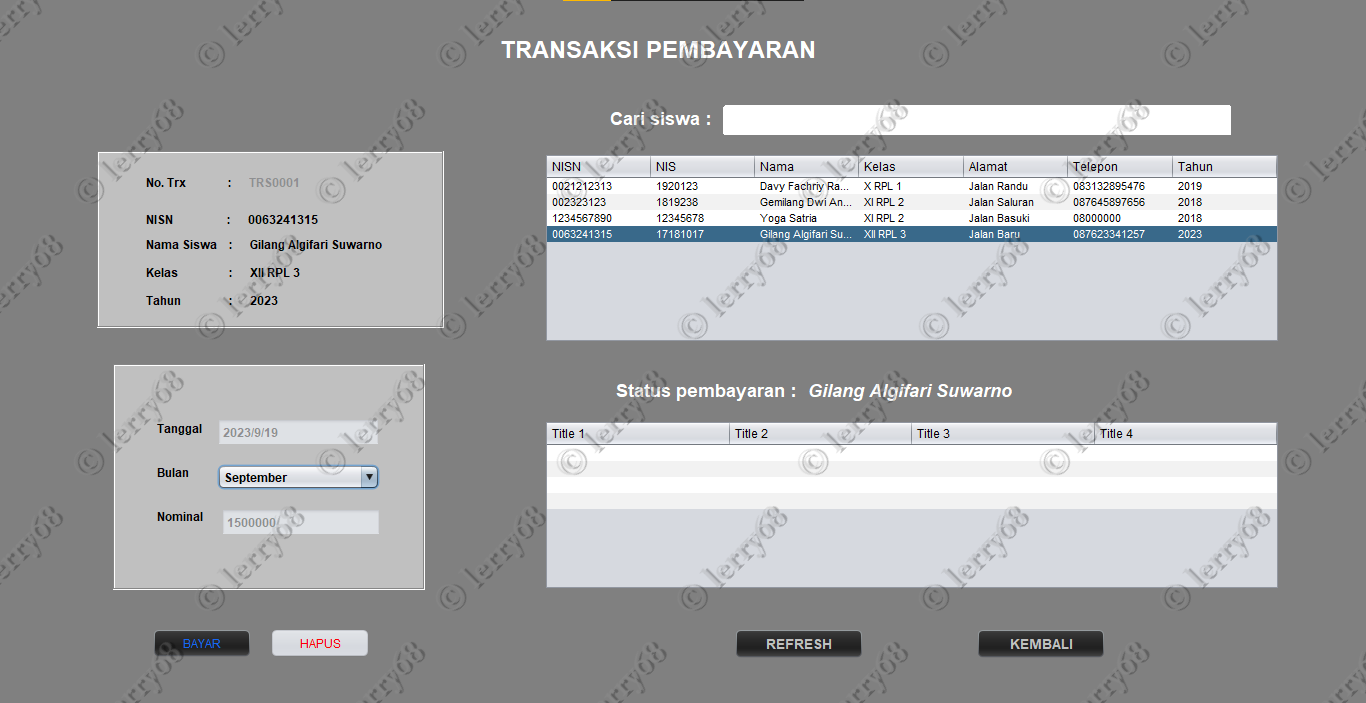 TRANSAKSI PEMBAYARAN
Cari siswa :
No. Trx : TRS0001
NISN : 0063241315
Nama Siswa : Gilang Algifari Suwarno
Kelas : XII RPL 3
Tahun : 2023
NISN NIS Nama Kelas Alamat Telepon Tahun
0021212313 1920123 Davy Fachriy Ra... X RPL 1 Jalan Randu 083132895476 2019
002323123 1819238 Gemilang Dwi An... XI RPL 2 Jalan Saluran 087645897656 2018
1234567890 12345678 Yoga Satria XI RPL 2 Jalan Basuki 08000000 2018
0063241315 17181017 Gilang Algifari Su... XII RPL 3 Jalan Baru 087623341257 2023
Tanggal 2023/9/19
Bulan September
Nominal 1500000
Status pembayaran : Gilang Algifari Suwarno
Title 1 Title 2 Title 3 Title 4
BAYAR HAPUS REFRESH KEMBALI
© lerry68